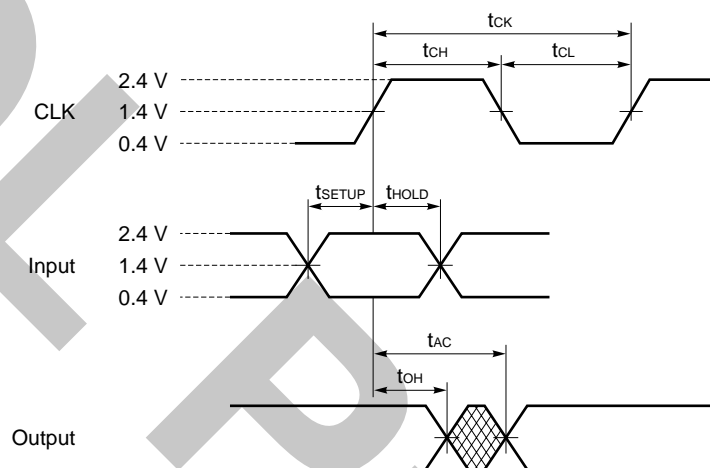 tCK
tCH tCL
2.4 V
CLK 1.4 V
0.4 V
tSETUP tHOLD
2.4 V
Input 1.4 V
0.4 V
tAC
tOH
Output